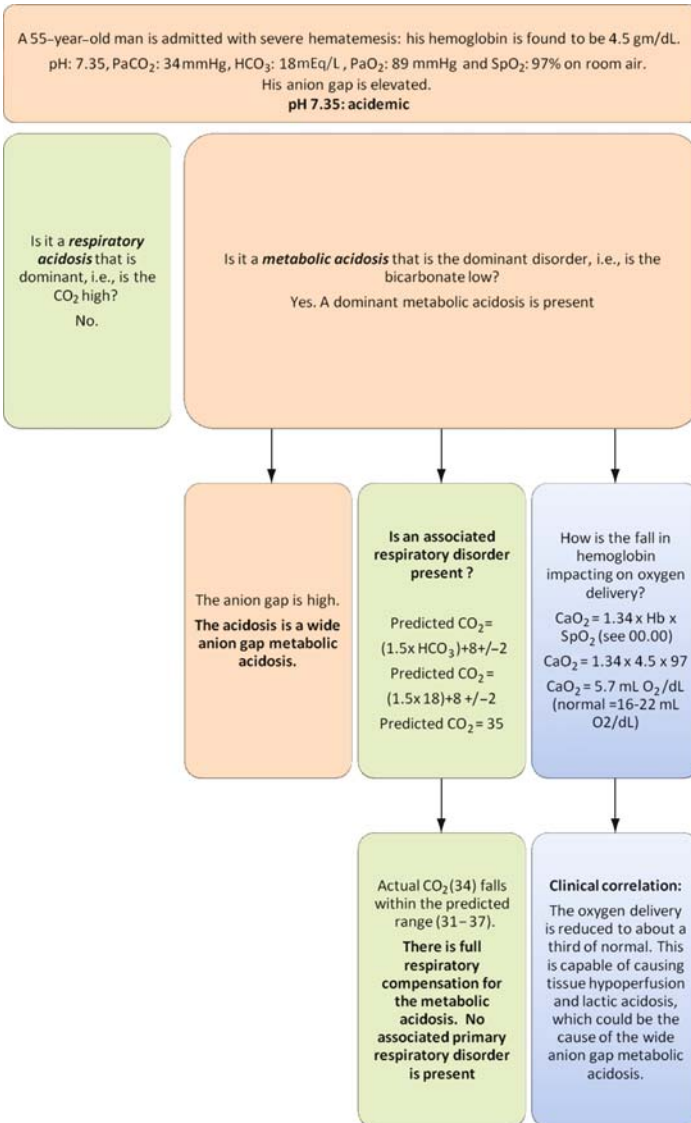 A 55-year-old man is admitted with severe hematemesis: his hemoglobin is found to be 4.5 gm/dL.
pH: 7.35, PaCO2: 34mmHg, HCO3: 18mEq/L , PaO2: 89 mmHg and SpO2: 97% on room air.
His anion gap is elevated.
pH 7.35: acidemic
Is it a respiratory
acidosis that is
dominant, i.e., is the
CO2 high?
No.
Is it a metabolic acidosis that is the dominant disorder, i.e., is the
bicarbonate low?
Yes. A dominant metabolic acidosis is present
The anion gap is high.
The acidosis is a wide
anion gap metabolic
acidosis.
Is an associated
respiratory disorder
present ?
Predicted CO2=
(1.5x HCO3)+8+/-2
Predicted CO2=
(1.5x 18)+8 +/-2
Predicted CO2= 35
How is the fall in
hemoglobin
impacting on oxygen
delivery?
CaO2= 1.34 x Hb x
SpO2 (see 00.00)
CaO2= 1.34 x 4.5 x 97
CaO2= 5.7 mL O2/dL
(normal =16-22 mL
O2/dL)
Actual CO2(34) falls
within the predicted
range (31–37).
There is full
respiratory
compensation for
the metabolic
acidosis. No
associated primary
respiratory disorder
is present
Clinical correlation:
The oxygen delivery
is reduced to about a
third of normal. This
is capable of causing
tissue hypoperfusion
and lactic acidosis,
which could be the
cause of the wide
anion gap metabolic
acidosis.